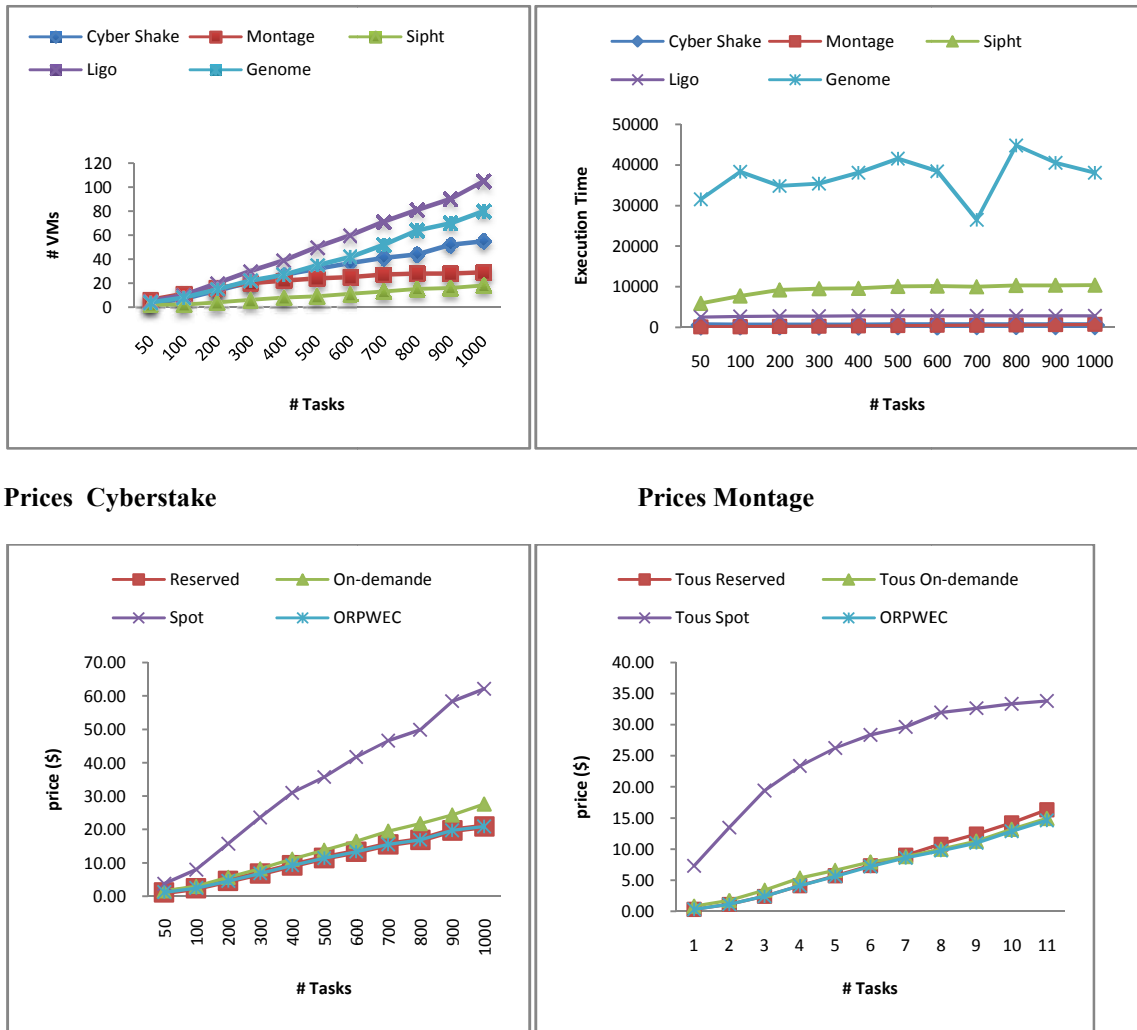 Cyber Shake Montage Sipht
Ligo Genome
# VMs
120
100
80
60
40
20
0
50 100 200 300 400 500 600 700 800 900 1000
# Tasks
Cyber Shake Montage Sipht
Ligo Genome
Execution Time
50000
40000
30000
20000
10000
0
50 100 200 300 400 500 600 700 800 900 1000
# Tasks
Prices Cyberstake
Prices Montage
Reserved On-demande
Spot ORPWEC
price ($)
70.00
60.00
50.00
40.00
30.00
20.00
10.00
0.00
50 100 200 300 400 500 600 700 800 900 1000
# Tasks
Tous Reserved Tous On-demande
Tous Spot ORPWEC
price ($)
40.00
35.00
30.00
25.00
20.00
15.00
10.00
5.00
0.00
1 2 3 4 5 6 7 8 9 10 11
# Tasks